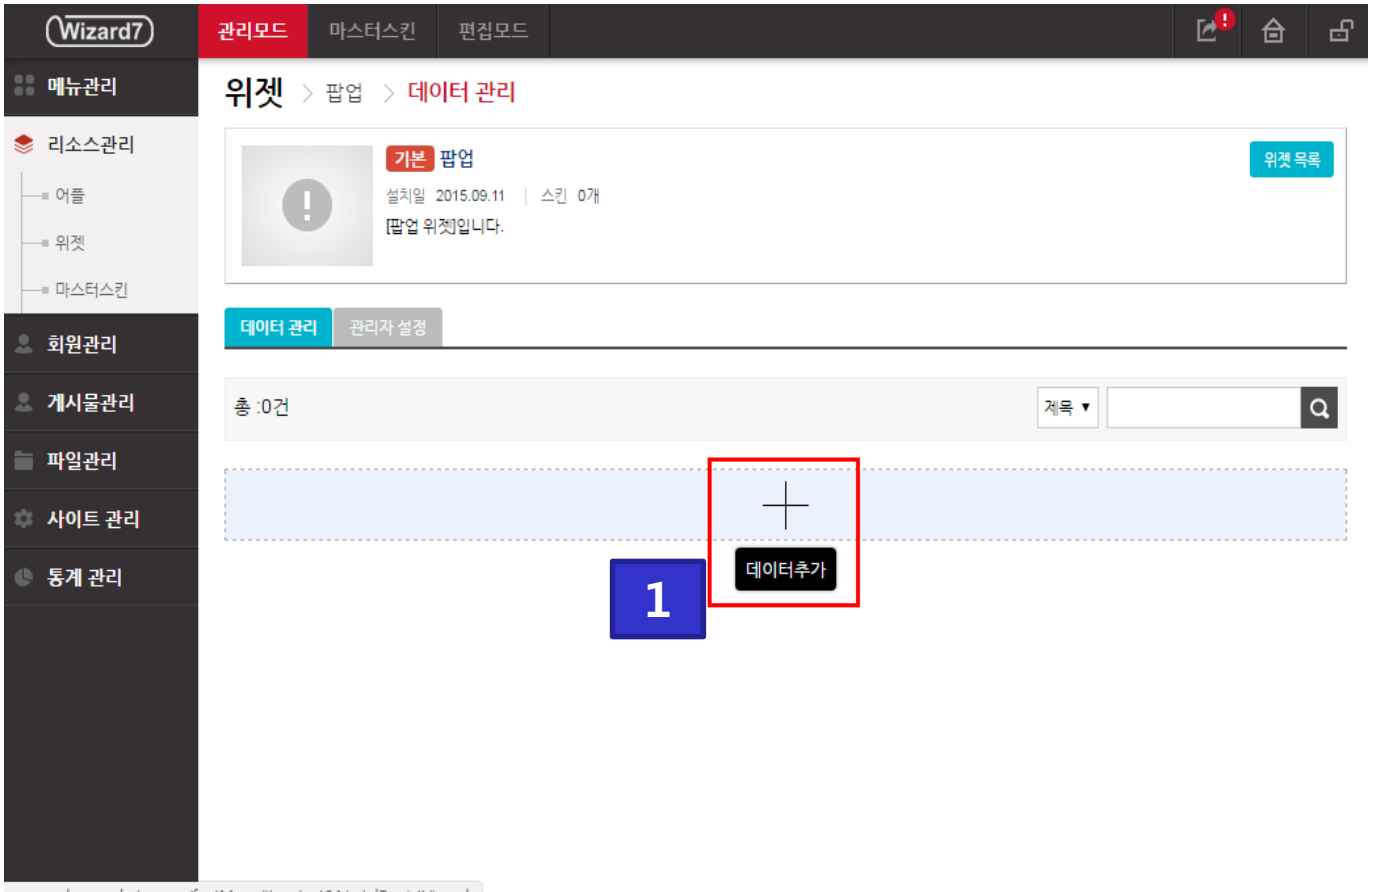 Wizard7
관리모드
마스터스킨
편집모드
메뉴관리
리소스관리
어플
위젯
마스터스킨
회원관리
게시물관리
파일관리
사이트 관리
통계 관리
위젯 > 팝업 > 데이터 관리
기본 팝업
위젯 목록
설치일 2015.09.11 | 스킨 0개
[팝업 위젯]입니다.
데이터 관리
관리자 설정
총 :0건
제목 ▼
데이터추가
1